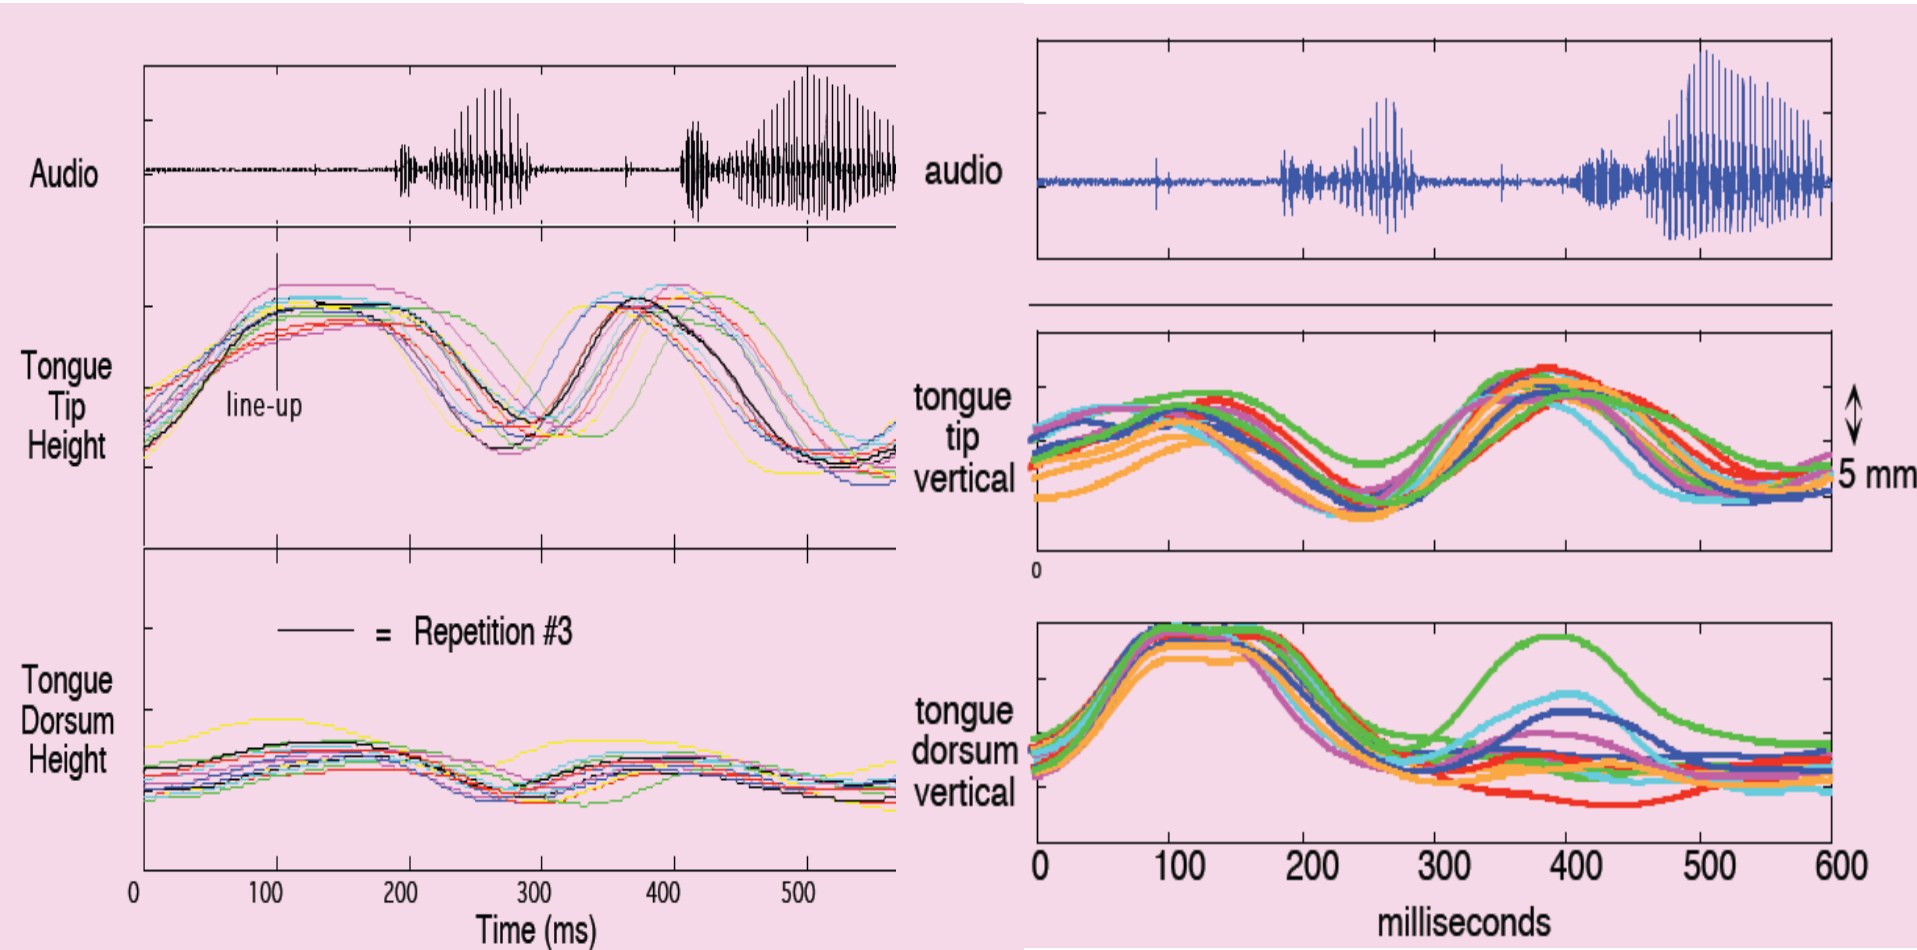 Audio
Tongue
Tip
Height
line-up
= Repetition #3
Tongue
Dorsum
Height
0 100 200 300 400 500
Time (ms)
audio
tongue
tip
vertical
5 mm
0
tongue
dorsum
vertical
0 100 200 300 400 500 600
milliseconds